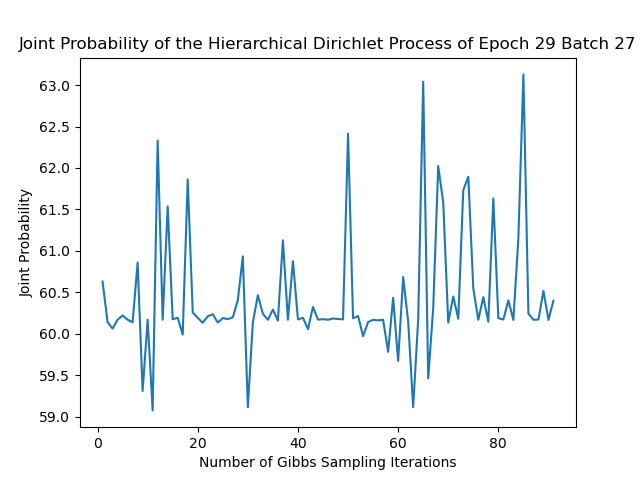 Joint Probability of the Hierarchical Dirichlet Process of Epoch 29 Batch 27
63.0
62.5
62.0
61.5
61.0
60.5
60.0
59.5
59.0
Joint Probability
0 20 40 60 80
Number of Gibbs Sampling Iterations